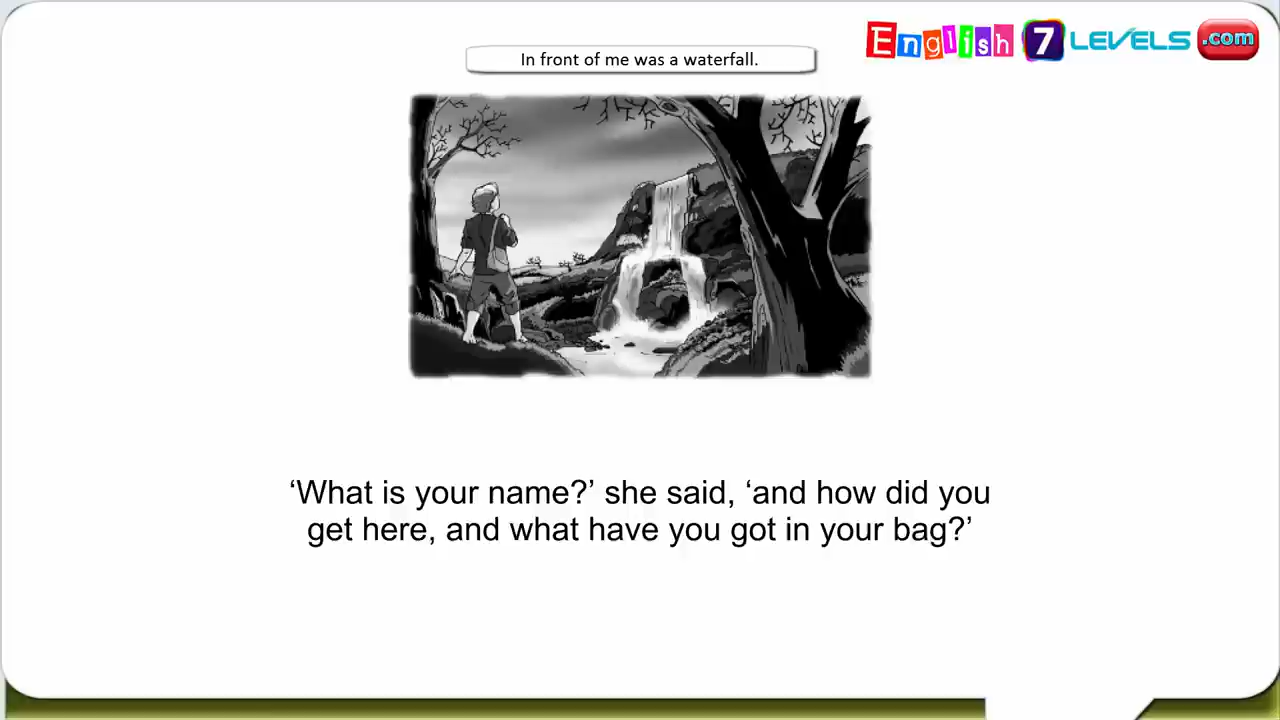 English 7 LEVELS .com
In front of me was a waterfall.
‘What is your name?’ she said, ‘and how did you
get here, and what have you got in your bag?’